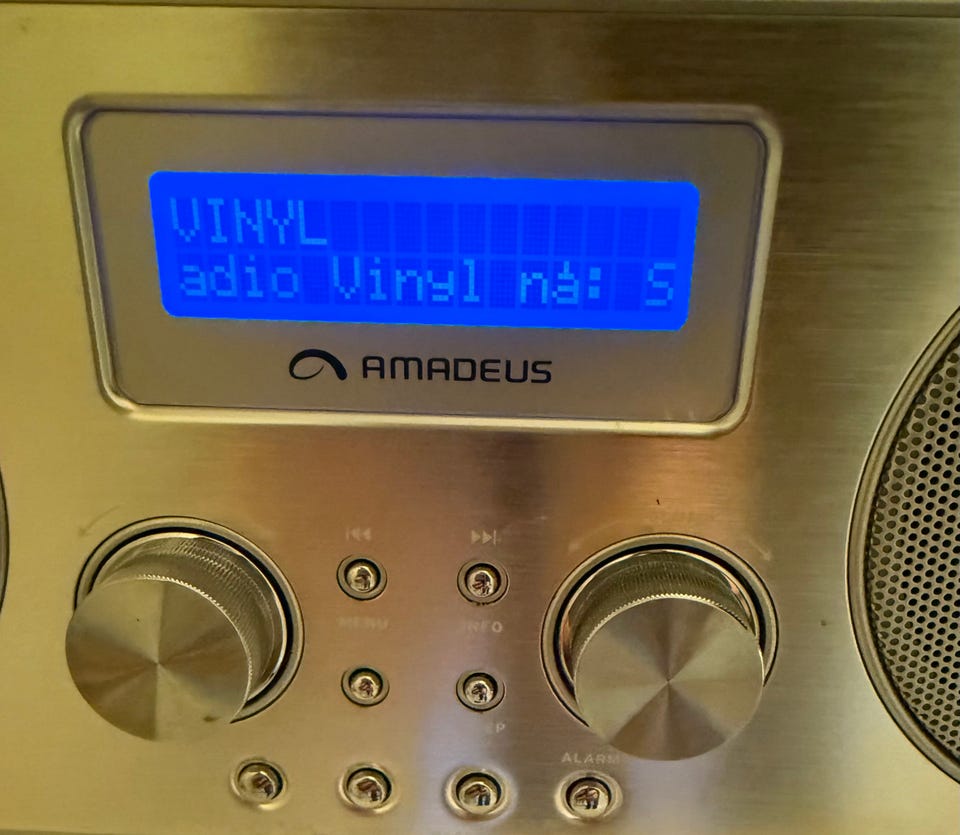 VINYL
adio Vinyl nå: S
AMADEUS
MENU
INFO
ALARM